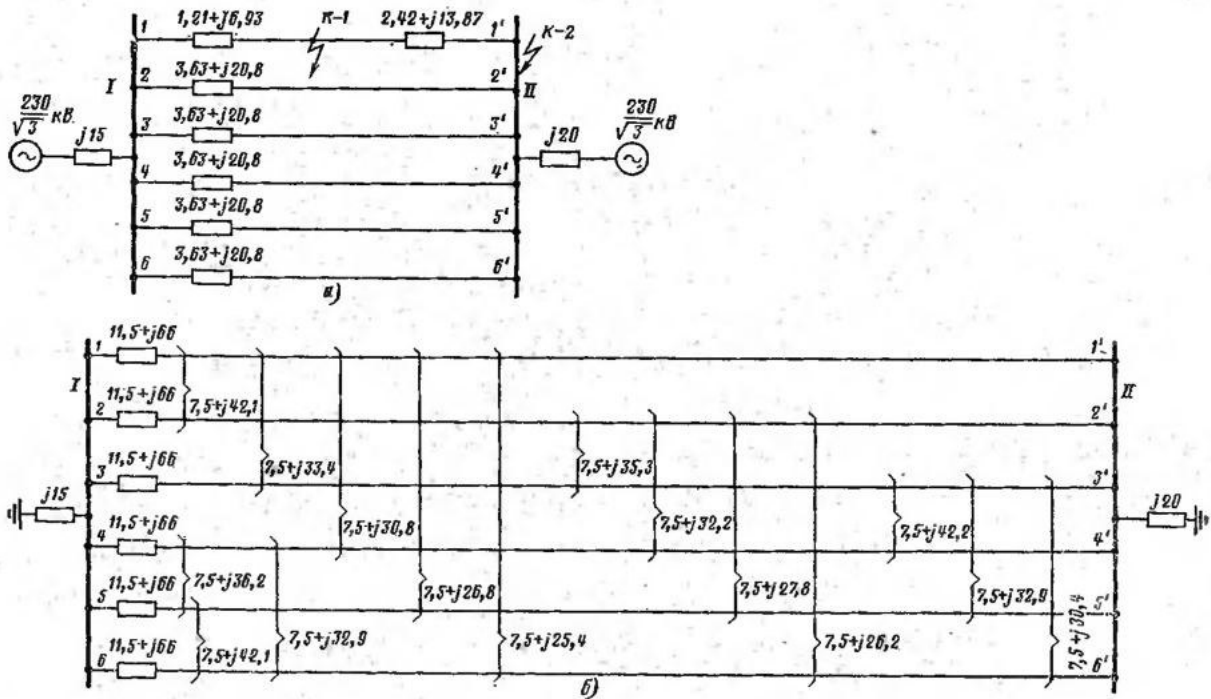 1,21+j6,93
К-1
2,42+j13,87
К-2
1
1'
3,63+j20,8
2
2'
I
II
230
√3
кВ
3,63+j20,8
3
3'
j15
j20
230
√3
кВ
3,63+j20,8
4
4'
3,63+j20,8
5
5'
3,63+j20,8
6
6'
а)
11,5+j66
1
1'
I
II
11,5+j66
2
7,5+j42,1
2'
11,5+j66
3
7,5+j33,4
7,5+j35,3
3'
j15
j20
11,5+j66
4
7,5+j30,8
7,5+j32,2
7,5+j42,2
4'
11,5+j66
5
7,5+j36,2
7,5+j26,8
7,5+j27,8
7,5+j32,9
5'
11,5+j66
6
7,5+j42,1
7,5+j32,9
7,5+j25,4
7,5+j26,2
7,5+j30,4
6'
б)